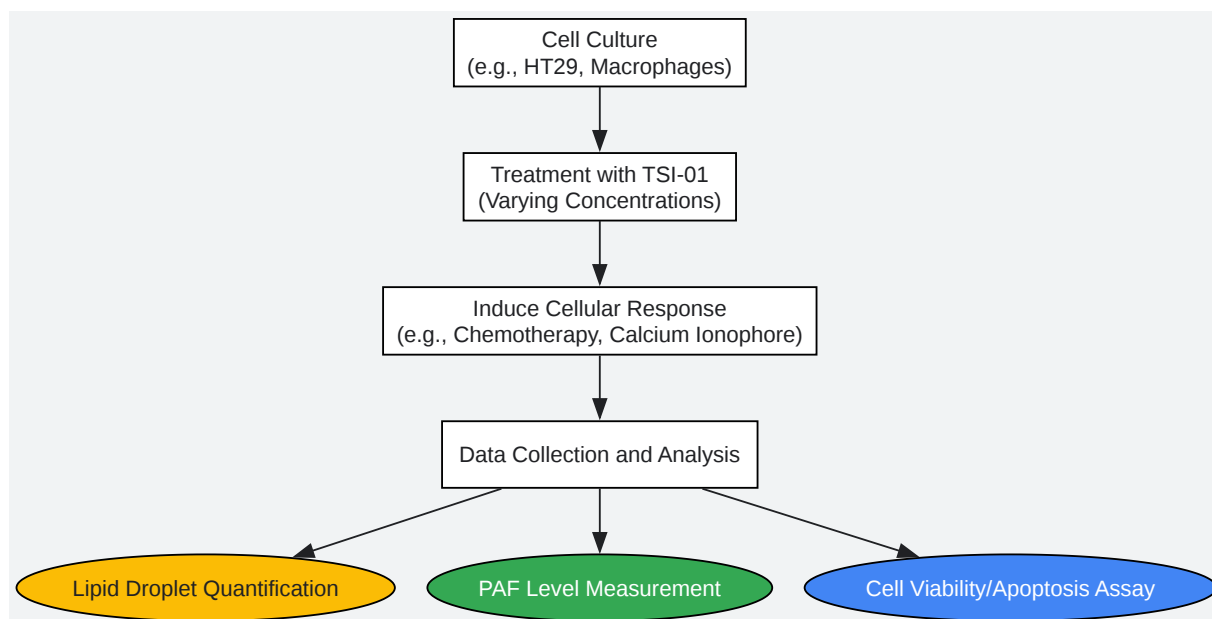 Cell Culture
(e.g., HT29, Macrophages)
Treatment with TSI-01
(Varying Concentrations)
Induce Cellular Response
(e.g., Chemotherapy, Calcium Ionophore)
Data Collection and Analysis
Lipid Droplet Quantification
PAF Level Measurement
Cell Viability/Apoptosis Assay